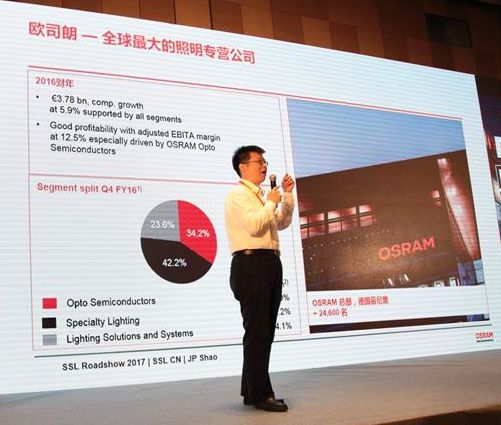 欧司朗 — 全球最大的照明专营公司
2016财年
• €3.78 bn, comp. growth
at 5.9% supported by all segments
• Good profitability with adjusted EBITA margin
at 12.5% especially driven by OSRAM Opto
Semiconductors
Segment split Q4 FY16¹⁾
23.6%
34.2%
42.2%
Opto Semiconductors
Specialty Lighting
Lighting Solutions and Systems
OSRAM
OSRAM 总部，德国慕尼黑
~ 24,600 名
SSL Roadshow 2017 | SSL CN | JP Shao
OSRAM